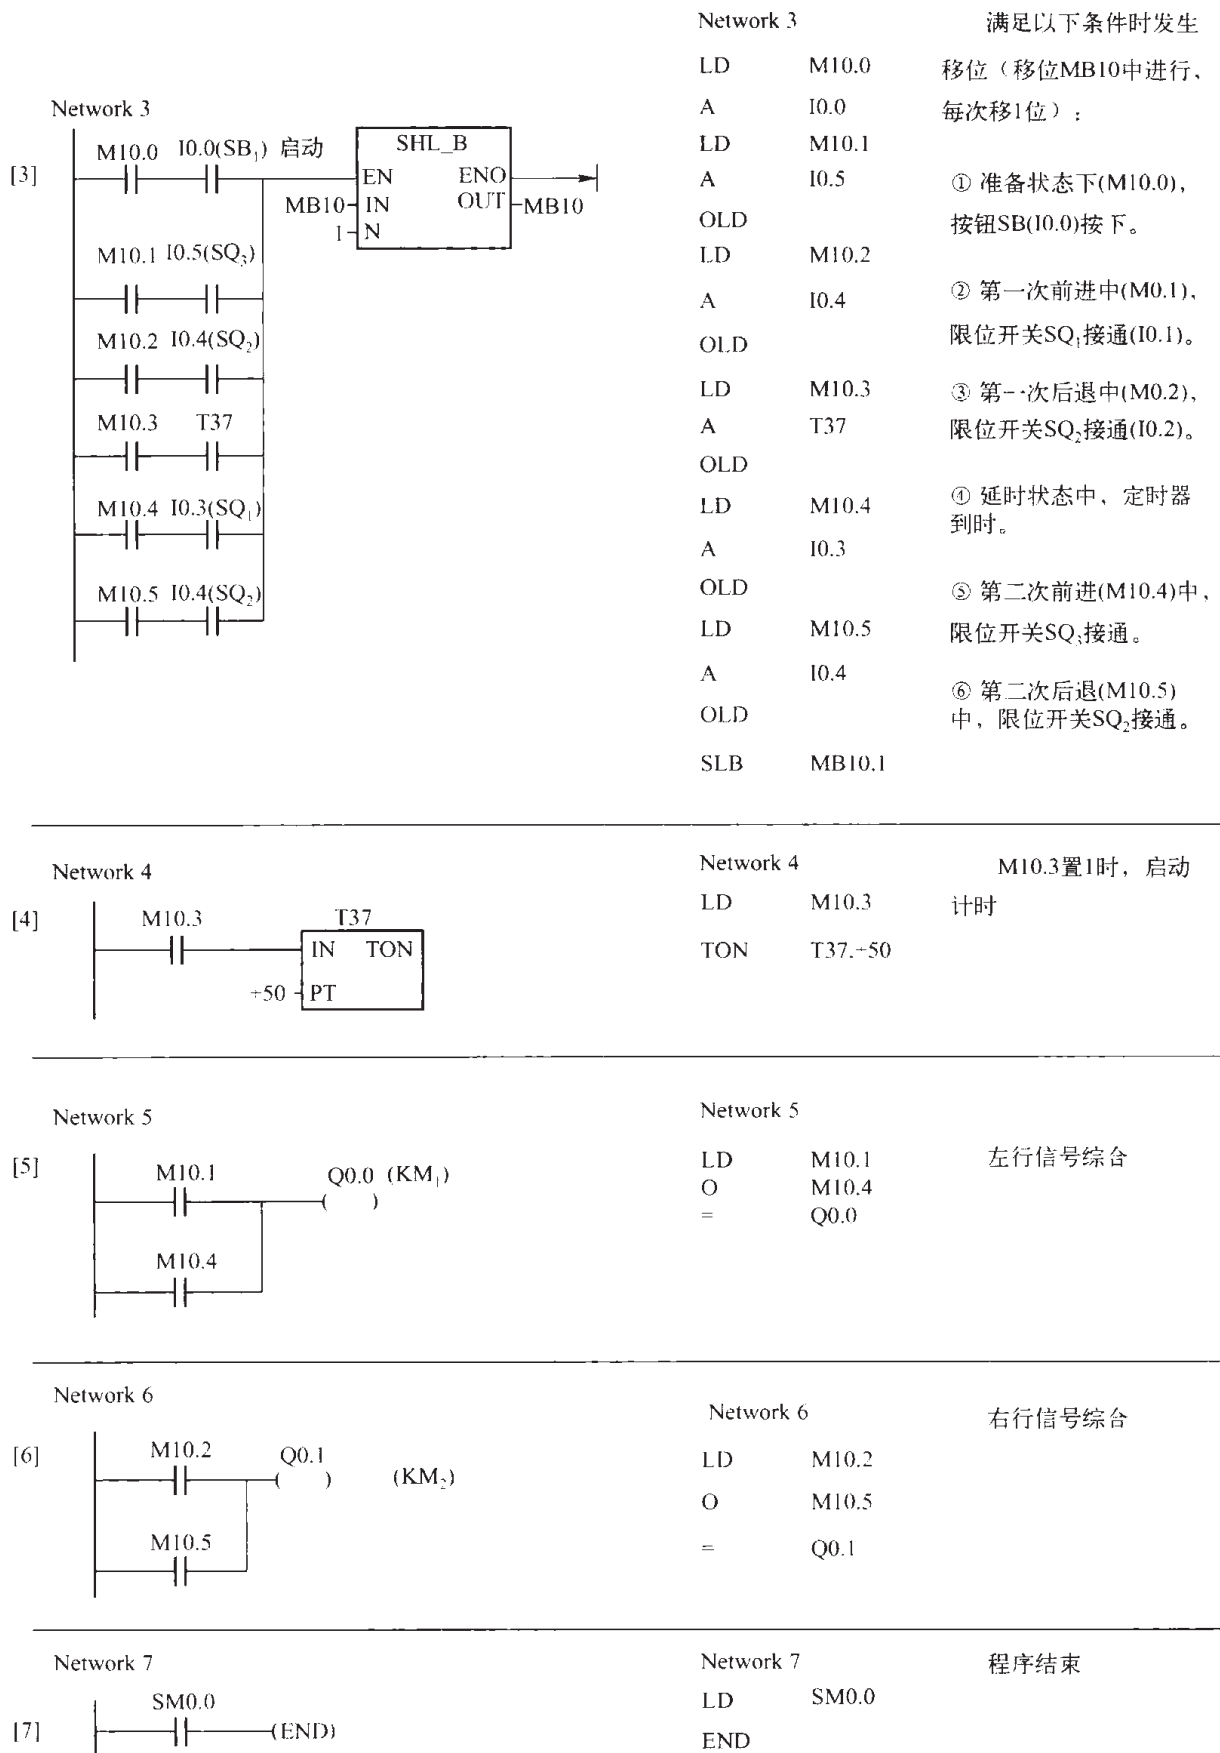 Network 3
[3]
M10.0 I0.0(SB₁) 启动
SHL_B
EN ENO
MB10 IN OUT MB10
1 N
M10.1 I0.5(SQ₃)
M10.2 I0.4(SQ₂)
M10.3 T37
M10.4 I0.3(SQ₁)
M10.5 I0.4(SQ₂)
Network 3
LD M10.0
A I0.0
LD M10.1
A I0.5
OLD
LD M10.2
A I0.4
OLD
LD M10.3
A T37
OLD
LD M10.4
A I0.3
OLD
LD M10.5
A I0.4
OLD
SLB MB10.1
满足以下条件时发生
移位（移位MB10中进行，
每次移1位）：
① 准备状态下(M10.0)，
按钮SB(I0.0)按下。
② 第一次前进中(M0.1)，
限位开关SQ₁接通(I0.1)。
③ 第一次后退中(M0.2)，
限位开关SQ₂接通(I0.2)。
④ 延时状态中，定时器
到时。
⑤ 第二次前进(M10.4)中，
限位开关SQ₃接通。
⑥ 第二次后退(M10.5)
中，限位开关SQ₂接通。
Network 4
[4]
M10.3 T37
IN TON
+50 PT
Network 4
LD M10.3
TON T37.+50
M10.3置1时，启动
计时
Network 5
[5]
M10.1 Q0.0 (KM₁)
( )
M10.4
Network 5
LD M10.1
O M10.4
= Q0.0
左行信号综合
Network 6
[6]
M10.2 Q0.1
( ) (KM₂)
M10.5
Network 6
LD M10.2
O M10.5
= Q0.1
右行信号综合
Network 7
[7]
SM0.0
(END)
Network 7
LD SM0.0
END
程序结束